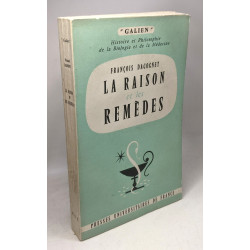 "GALIEN"
Histoire et Philosophie
de la Biologie et de la Médecine
FRANÇOIS DAGOGNET
LA RAISON
et les
REMÈDES
PRESSES UNIVERSITAIRES DE FRANCE